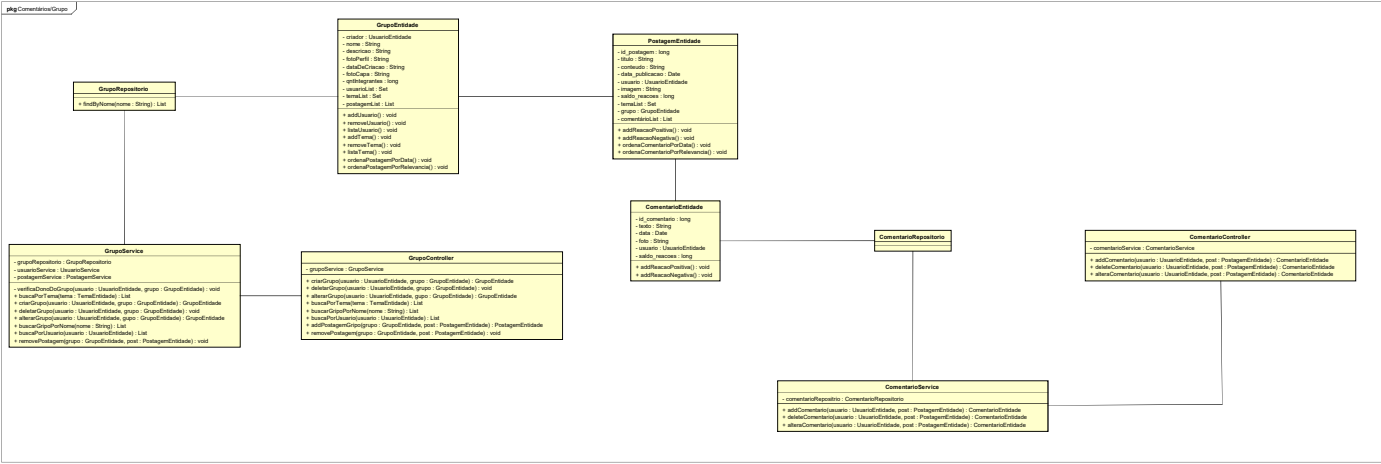 pkg Comentários/Grupo
GrupoEntidade
- criador : UsuarioEntidade
- nome : String
- descricao : String
- fotoPerfil : String
- dataDeCriacao : String
- fotoCapa : String
- qntIntegrantes : long
- usuarioList : Set
- temaList : Set
- postagemList : List
+ addUsuario() : void
+ removeUsuario() : void
+ listaUsuario() : void
+ addTema() : void
+ removeTema() : void
+ listaTema() : void
+ ordenaPostagemPorData() : void
+ ordenaPostagemPorRelevancia() : void
PostagemEntidade
- id_postagem : long
- titulo : String
- conteudo : String
- data_publicacao : Date
- usuario : UsuarioEntidade
- imagem : String
- saldo_reacoes : long
- temaList : Set
- grupo : GrupoEntidade
- comentárioList : List
+ addReacaoPositiva() : void
+ addReacaoNegativa() : void
+ ordenaComentarioPorData() : void
+ ordenaComentarioPorRelevancia() : void
GrupoRepositorio
+ findByNome(nome : String) : List
ComentarioEntidade
- id_comentario : long
- texto : String
- data : Date
- foto : String
- usuario : UsuarioEntidade
- saldo_reacoes : long
+ addReacaoPositiva() : void
+ addReacaoNegativa() : void
ComentarioRepositorio
ComentarioController
- comentarioService : ComentarioService
+ addComentario(usuario : UsuarioEntidade, post : PostagemEntidade) : ComentarioEntidade
+ deleteComentario(usuario : UsuarioEntidade, post : PostagemEntidade) : ComentarioEntidade
+ alteraComentario(usuario : UsuarioEntidade, post : PostagemEntidade) : ComentarioEntidade
GrupoService
- grupoRepositorio : GrupoRepositorio
- usuarioService : UsuarioService
- postagemService : PostagemService
- verificaDonoDoGrupo(usuario : UsuarioEntidade, grupo : GrupoEntidade) : void
+ buscaPorTema(tema : TemaEntidade) : List
+ criarGrupo(usuario : UsuarioEntidade, grupo : GrupoEntidade) : GrupoEntidade
+ deletarGrupo(usuario : UsuarioEntidade, grupo : GrupoEntidade) : void
+ alterarGrupo(usuario : UsuarioEntidade, gupo : GrupoEntidade) : GrupoEntidade
+ buscarGripoPorNome(nome : String) : List
+ buscaPorUsuario(usuario : UsuarioEntidade) : List
+ removePostagem(grupo : GrupoEntidade, post : PostagemEntidade) : void
GrupoController
- grupoService : GrupoService
+ criarGrupo(usuario : UsuarioEntidade, grupo : GrupoEntidade) : GrupoEntidade
+ deletarGrupo(usuario : UsuarioEntidade, grupo : GrupoEntidade) : void
+ alterarGrupo(usuario : UsuarioEntidade, gupo : GrupoEntidade) : GrupoEntidade
+ buscaPorTema(tema : TemaEntidade) : List
+ buscarGripoPorNome(nome : String) : List
+ buscaPorUsuario(usuario : UsuarioEntidade) : List
+ addPostagemGripo(grupo : GrupoEntidade, post : PostagemEntidade) : PostagemEntidade
+ removePostagem(grupo : GrupoEntidade, post : PostagemEntidade) : void
ComentarioService
- comentarioRepositrio : ComentarioRepositorio
+ addComentario(usuario : UsuarioEntidade, post : PostagemEntidade) : ComentarioEntidade
+ deleteComentario(usuario : UsuarioEntidade, post : PostagemEntidade) : ComentarioEntidade
+ alteraComentario(usuario : UsuarioEntidade, post : PostagemEntidade) : ComentarioEntidade